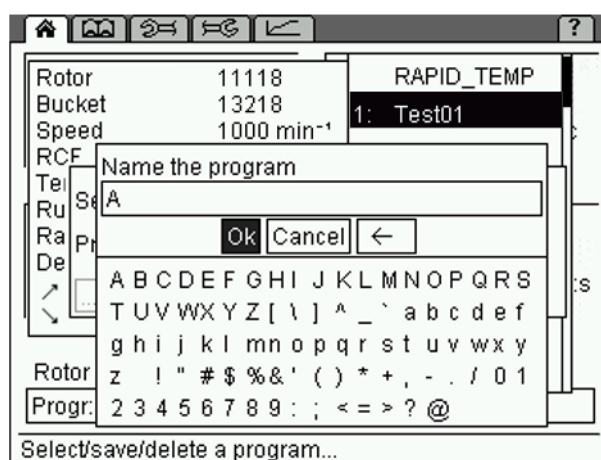 ?
Rotor 11118
Bucket 13218
Speed 1000 min⁻¹
RCF
RAPID_TEMP
1: Test01
Name the program
A
Ok Cancel ←
A B C D E F G H I J K L M N O P Q R S
T U V W X Y Z [ \ ] ^ _ ` a b c d e f
g h i j k l m n o p q r s t u v w x y
z ! " # $ % & ' ( ) * + , - . / 0 1
2 3 4 5 6 7 8 9 : ; < = > ? @
Rotor
Progr:
Select/save/delete a program...